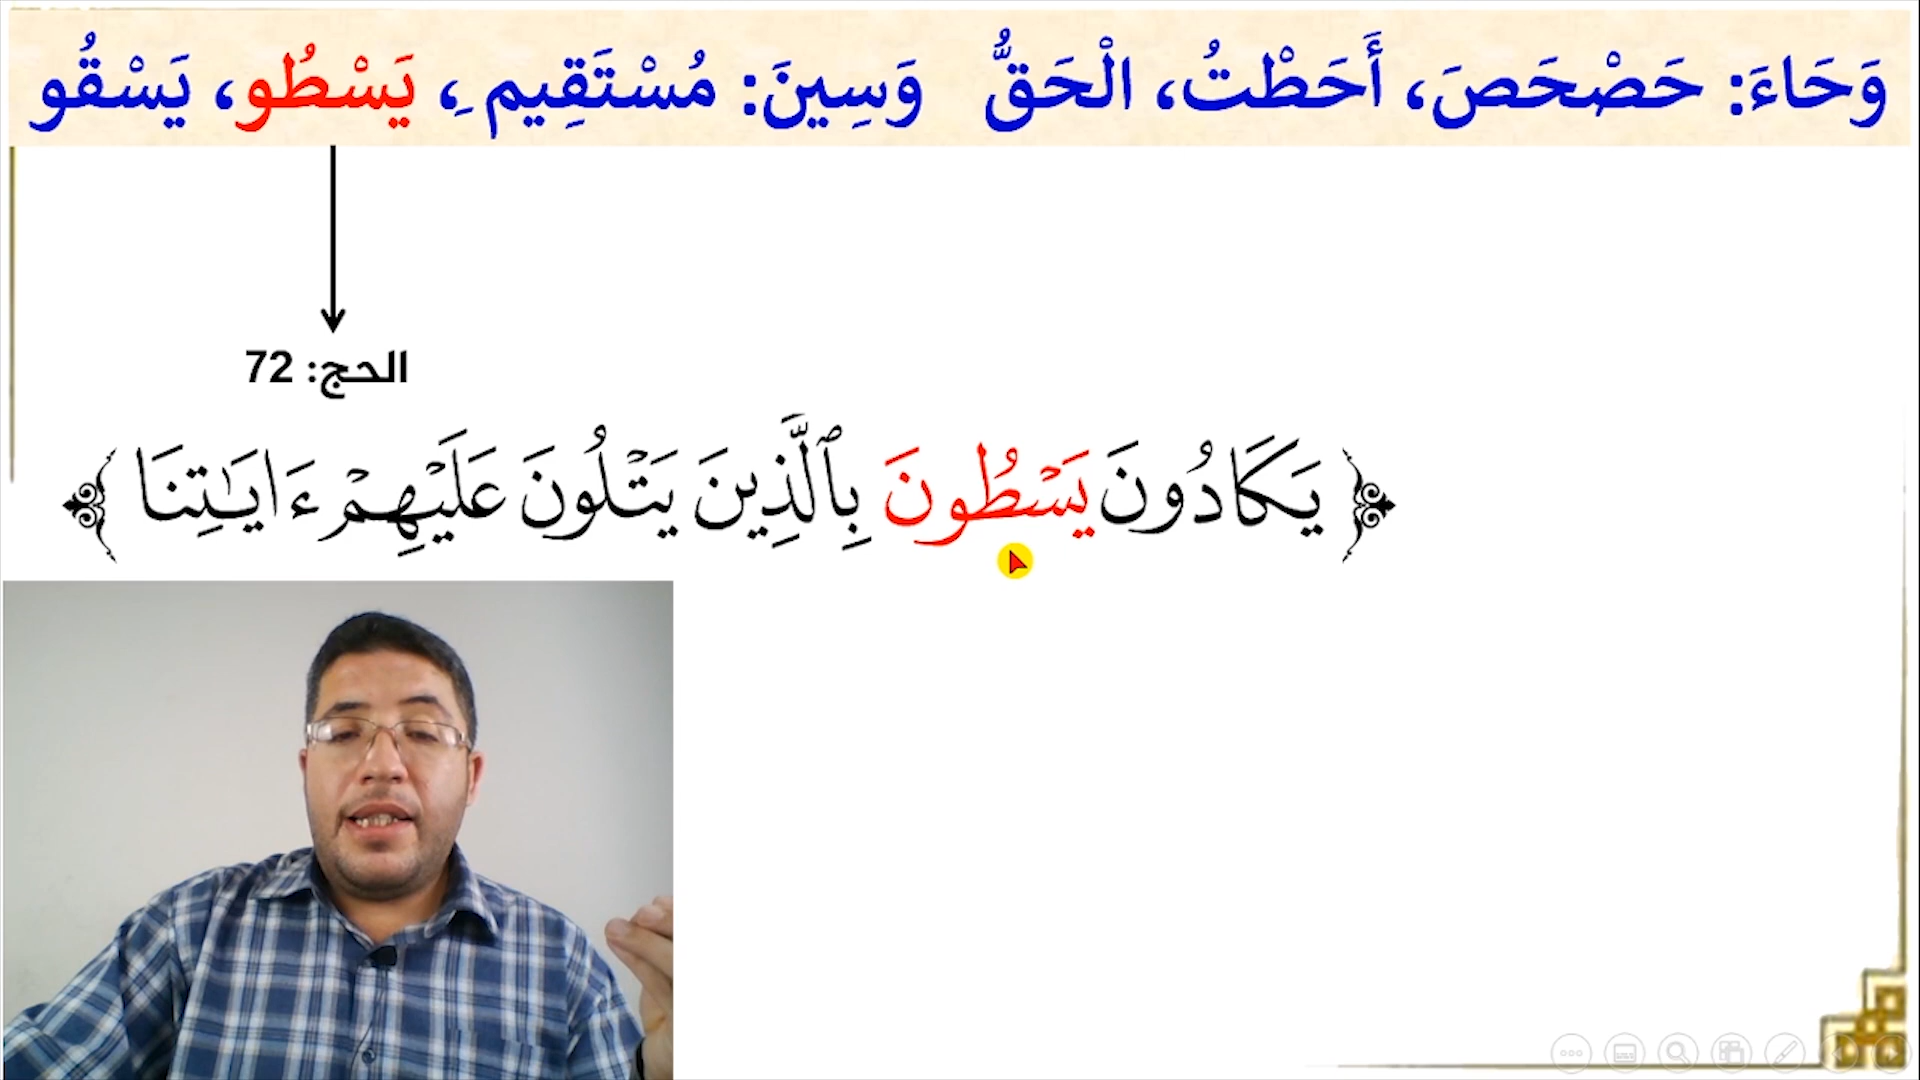 وَحَاءَ: حَصْحَصَ، أَحَطْتُ، الْحَقُّ وَسِينَ: مُسْتَقِيمِ، يَسْطُو، يَسْقُو
الحج: 72
﴿ يَكَادُونَ يَسْطُونَ بِٱلَّذِينَ يَتْلُونَ عَلَيْهِمْ ءَايَـٰتِنَا ﴾